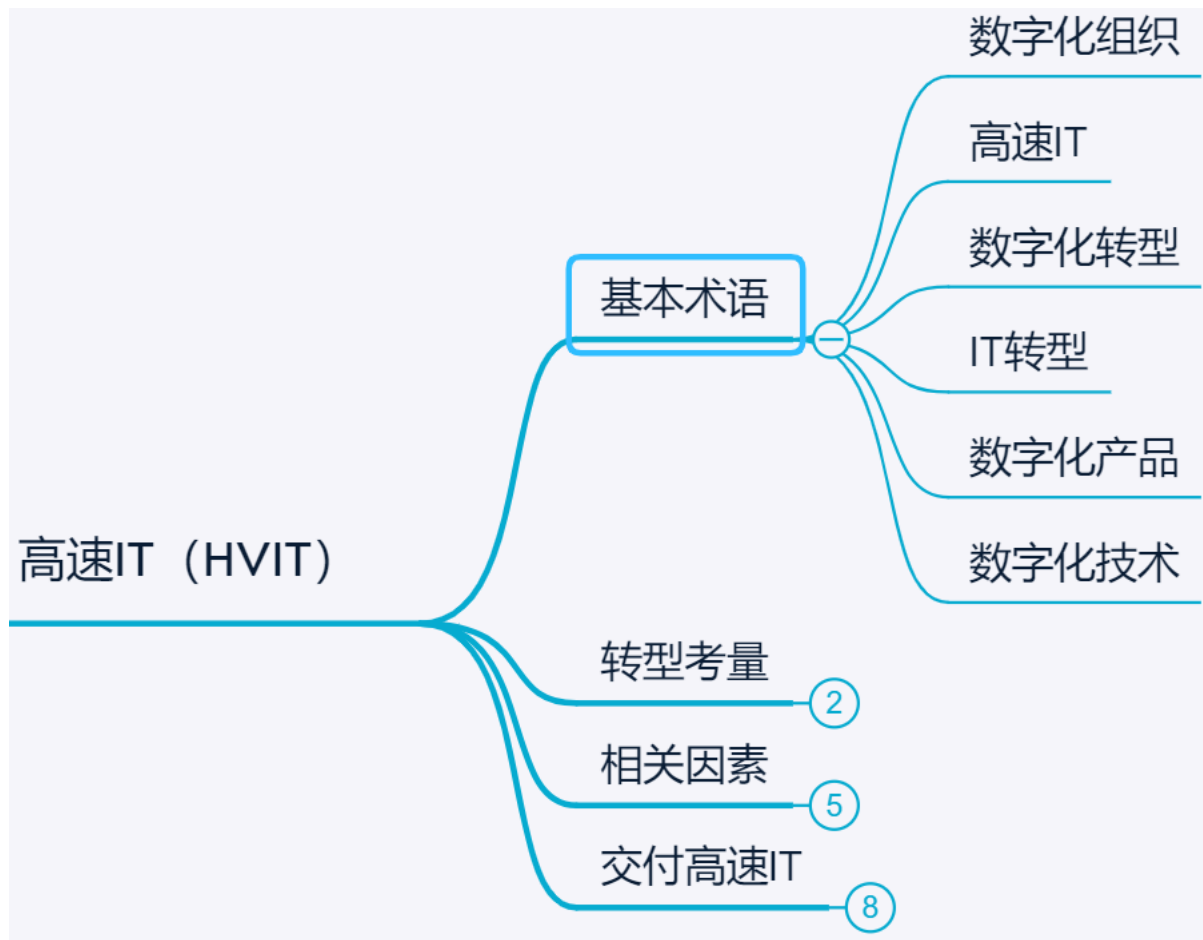 数字化组织
高速IT
数字化转型
基本术语
IT转型
数字化产品
数字化技术
高速IT（HVIT）
转型考量
2
相关因素
5
交付高速IT
8